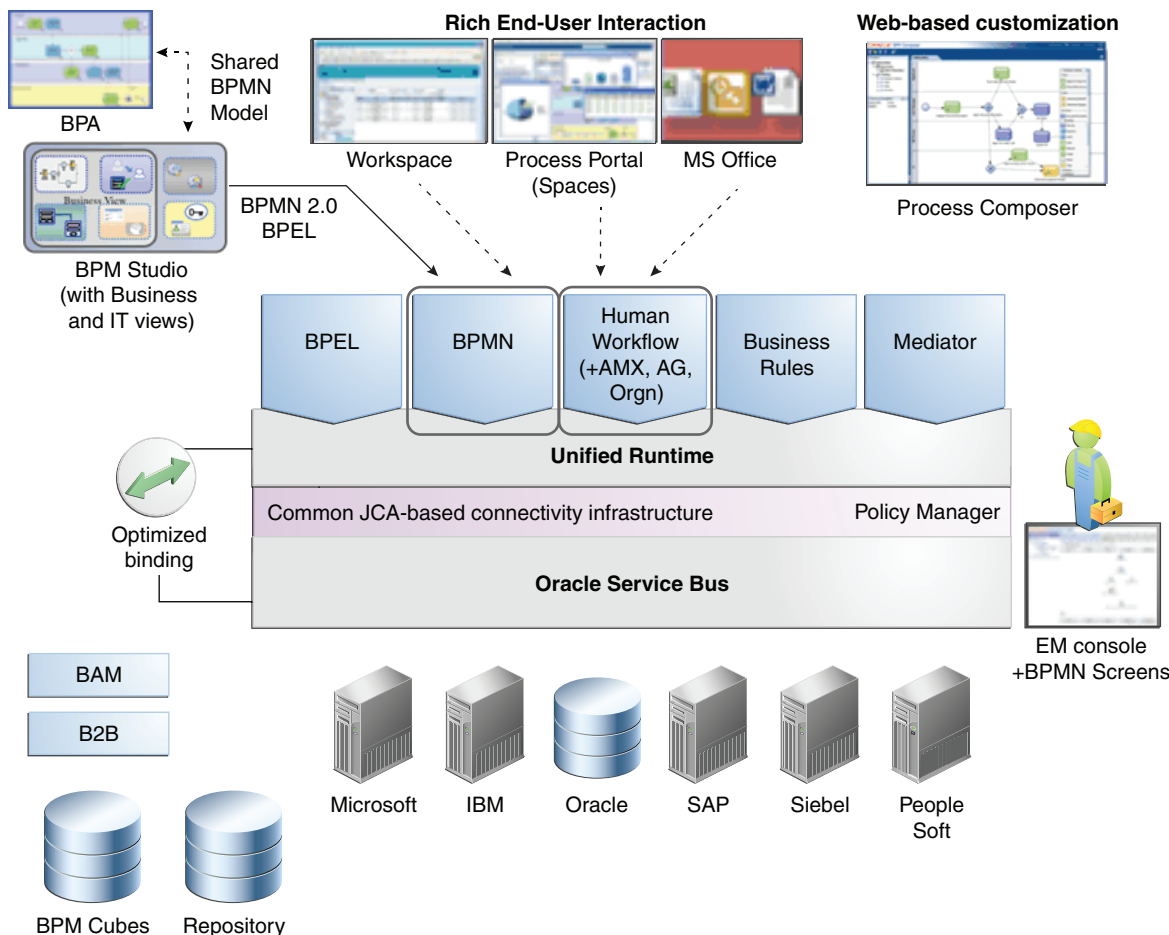 Rich End-User Interaction
Web-based customization
Shared
BPMN
Model
BPA
Workspace
Process Portal
(Spaces)
MS Office
Process Composer
Business View
BPMN 2.0
BPEL
BPM Studio
(with Business
and IT views)
BPEL
BPMN
Human
Workflow
(+AMX, AG,
Orgn)
Business
Rules
Mediator
Unified Runtime
Common JCA-based connectivity infrastructure
Policy Manager
Optimized
binding
Oracle Service Bus
EM console
+BPMN Screens
BAM
B2B
Microsoft
IBM
Oracle
SAP
Siebel
People
Soft
BPM Cubes
Repository